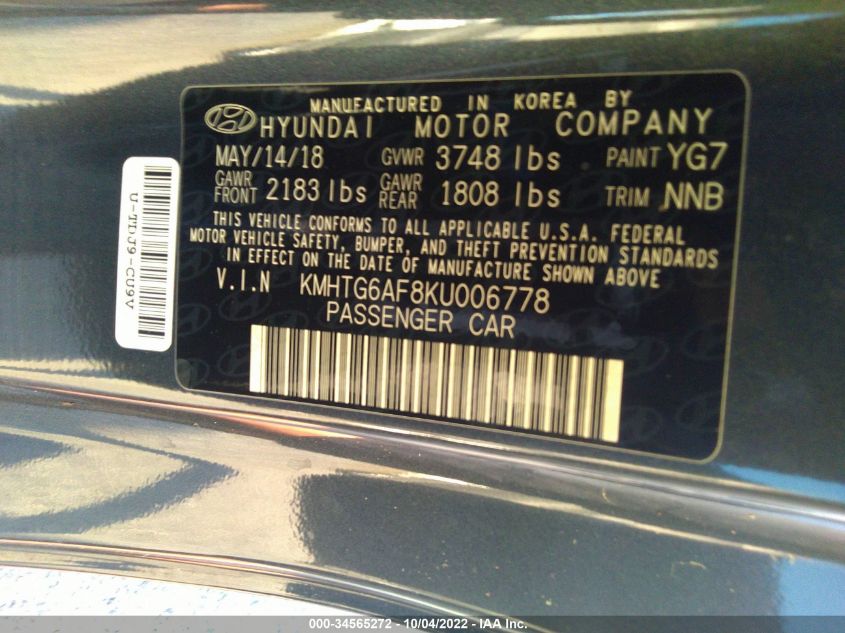 MANUFACTURED IN KOREA BY
HYUNDAI MOTOR COMPANY
MAY/14/18 GVWR 3748 lbs PAINT YG7
GAWR FRONT 2183 lbs GAWR REAR 1808 lbs TRIM NNB
THIS VEHICLE CONFORMS TO ALL APPLICABLE U.S.A. FEDERAL
MOTOR VEHICLE SAFETY, BUMPER, AND THEFT PREVENTION STANDARDS
IN EFFECT ON THE DATE OF MANUFACTURE SHOWN ABOVE
V.I.N KMHTG6AF8KU006778
PASSENGER CAR
U-TDJ9-CU9V
000-34565272 - 10/04/2022 - IAA Inc.